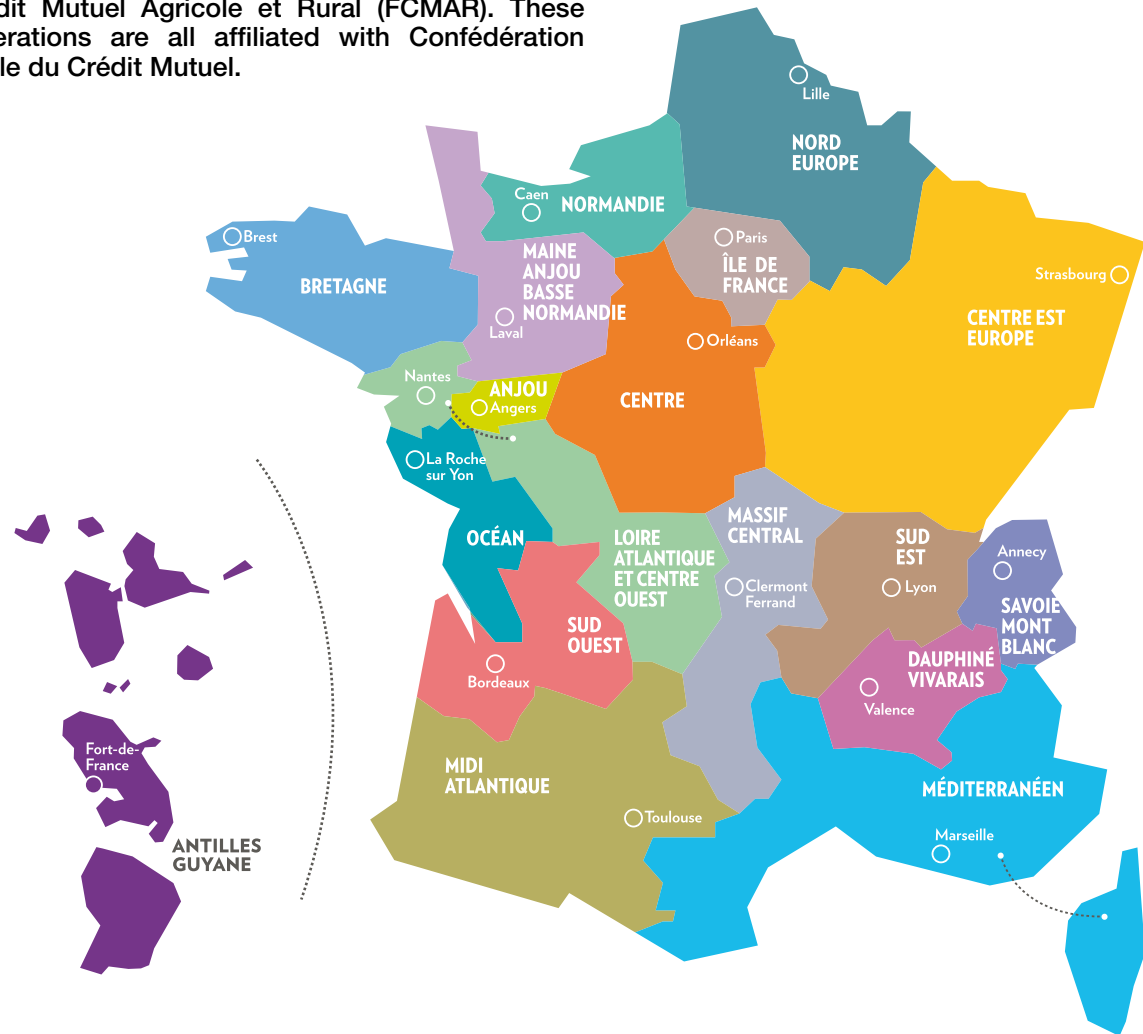 Mutuel Agricole et Rural (FCMAR). These
are all affiliated with Confédération
du Crédit Mutuel.
Lille
NORD
EUROPE
Caen
NORMANDIE
Brest
BRETAGNE
MAINE
ANJOU
BASSE
NORMANDIE
Laval
Paris
ÎLE DE
FRANCE
Strasbourg
CENTRE EST
EUROPE
Orléans
CENTRE
Nantes
ANJOU
Angers
La Roche
sur Yon
OCÉAN
LOIRE
ATLANTIQUE
ET CENTRE
OUEST
MASSIF
CENTRAL
Clermont
Ferrand
SUD
EST
Lyon
Annecy
SAVOIE
MONT
BLANC
SUD
OUEST
Bordeaux
DAUPHINÉ
VIVARAIS
Valence
MIDI
ATLANTIQUE
Toulouse
MÉDITERRANÉEN
Marseille
Fort-de-
France
ANTILLES
GUYANE